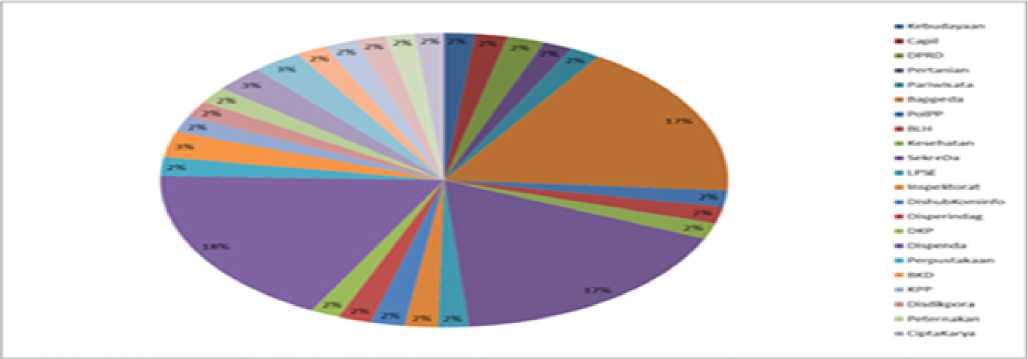 2%
2%
2%
2%
2%
17%
2%
2%
2%
17%
2%
2%
2%
2%
2%
18%
2%
3%
2%
2%
2%
3%
3%
2%
2%
2%
2%
2%
Kebudayaan
Capil
DPRD
Pertanian
Pariwisata
Bappeda
PolPP
BLH
Kesehatan
SekreDa
LPSE
Inspektorat
DishubKominfo
Disperindag
DKP
Dispenda
Perpustakaan
BKD
KPP
Disdikpora
Peternakan
CiptaKarya